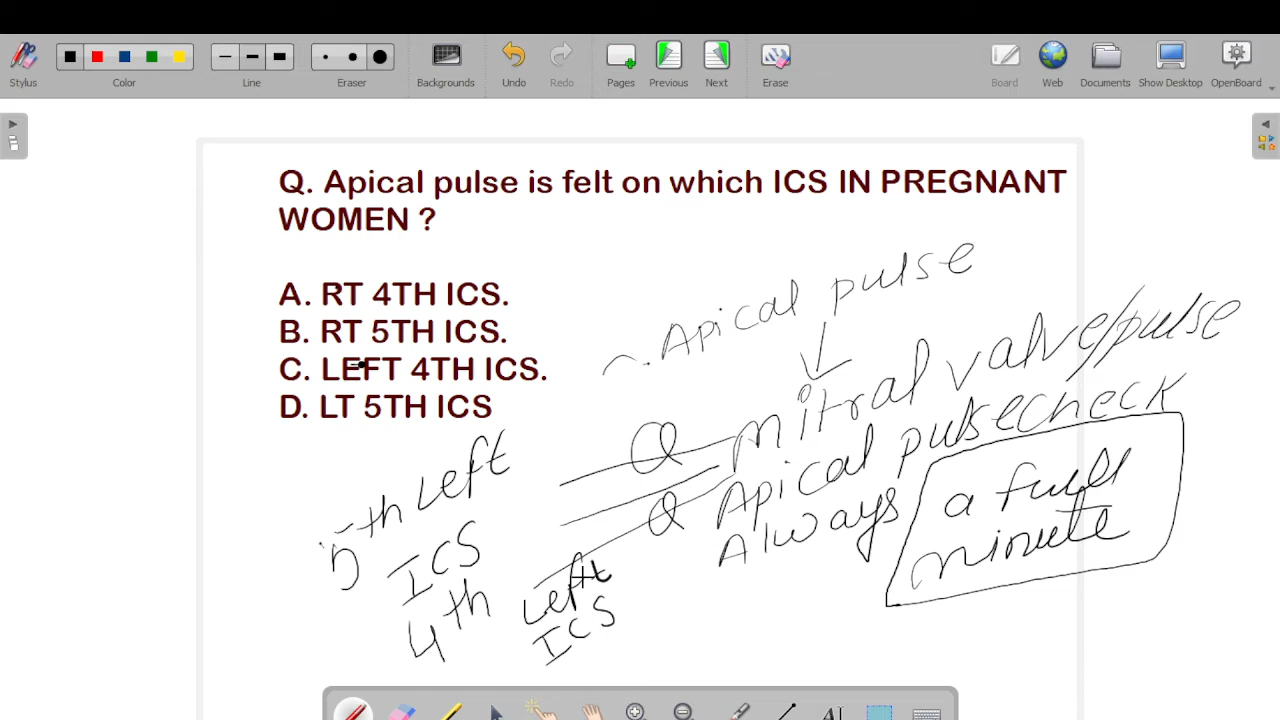 Stylus
Color
Line
Eraser
Backgrounds
Undo
Redo
Pages
Previous
Next
Erase
Board
Web
Documents
Show Desktop
OpenBoard
Q. Apical pulse is felt on which ICS IN PREGNANT
WOMEN ?
A. RT 4TH ICS.
B. RT 5TH ICS.
C. LEFT 4TH ICS.
D. LT 5TH ICS
Apical pulse
mitral valve/pulse
Apical pulse check
Always a full
minute
5th Left
ICS
4th Left
ICS